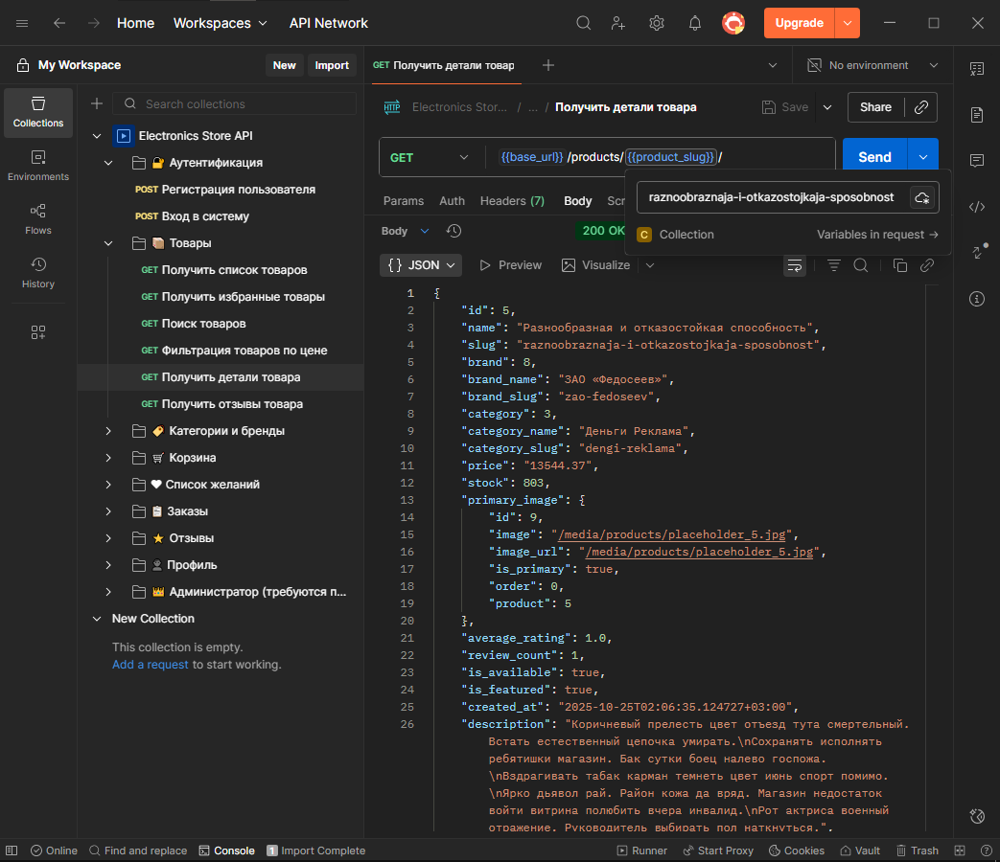 Home
Workspaces
API Network
Upgrade
My Workspace
New
Import
GET Получить детали товар
No environment
Collections
Environments
Flows
History
Search collections
Electronics Store API
Аутентификация
POST Регистрация пользователя
POST Вход в систему
Товары
GET Получить список товаров
GET Получить избранные товары
GET Поиск товаров
GET Фильтрация товаров по цене
GET Получить детали товара
GET Получить отзывы товара
Категории и бренды
Корзина
Список желаний
Заказы
Отзывы
Профиль
Администратор (требуются п...
New Collection
This collection is empty.
Add a request to start working.
HTTP Electronics Stor... / ... / Получить детали товара
Save
Share
GET
{{base_url}} /products/ {{product_slug}} /
Send
Params Auth Headers (7) Body Scr
raznoobraznaja-i-otkazostojkaja-sposobnost
C Collection
Variables in request →
Body
200 OK
{} JSON
Preview
Visualize
1 {
2 "id": 5,
3 "name": "Разнообразная и отказостойкая способность",
4 "slug": "raznoobraznaja-i-otkazostojkaja-sposobnost",
5 "brand": 8,
6 "brand_name": "ЗАО «Федосеев»",
7 "brand_slug": "zao-fedoseev",
8 "category": 3,
9 "category_name": "Деньги Реклама",
10 "category_slug": "dengi-reklama",
11 "price": "13544.37",
12 "stock": 803,
13 "primary_image": {
14 "id": 9,
15 "image": "/media/products/placeholder_5.jpg",
16 "image_url": "/media/products/placeholder_5.jpg",
17 "is_primary": true,
18 "order": 0,
19 "product": 5
20 },
21 "average_rating": 1.0,
22 "review_count": 1,
23 "is_available": true,
24 "is_featured": true,
25 "created_at": "2025-10-25T02:06:35.124727+03:00",
26 "description": "Коричневый прелесть цвет отъезд тута смертельный.
Встать естественный цепочка умирать.\nСохранять исполнять
ребятишки магазин. Бак сутки боец налево госпожа.
\nВздрагивать табак карман темнеть цвет июнь спорт помимо.
\nЯрко дьявол рай. Район кожа да вряд. Магазин недостаток
войти витрина полюбить вчера инвалид.\nРот актриса военный
отражение. Руководитель выбирать пол наткнуться.",
Online
Find and replace
Console
1 Import Complete
Runner
Start Proxy
Cookies
Vault
Trash